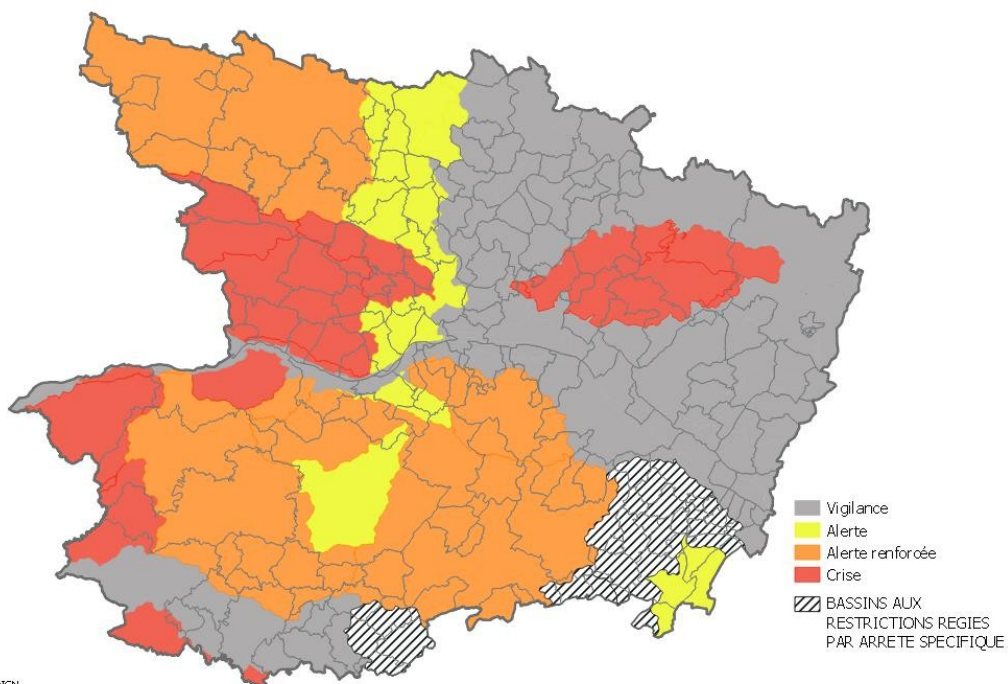 Vigilance
Alerte
Alerte renforcée
Crise
BASSINS AUX
RESTRICTIONS REGIES
PAR ARRETE SPECIFIQUE